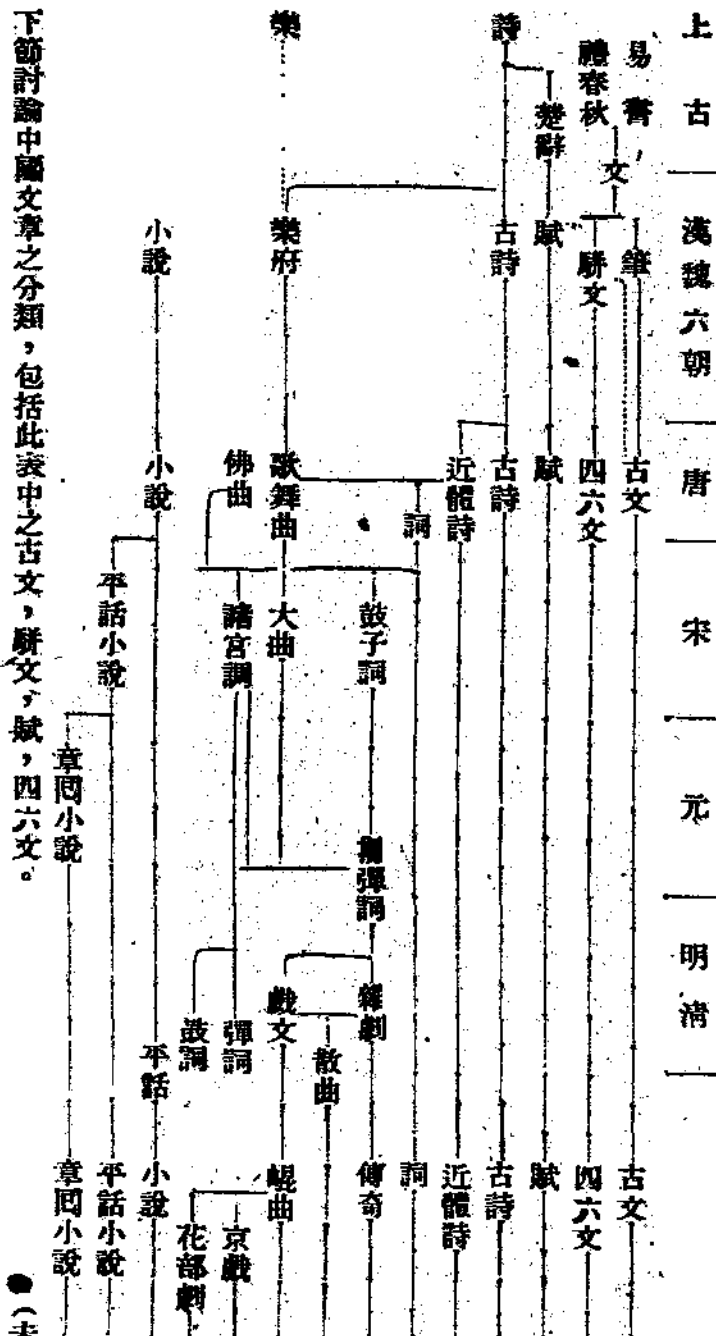 上古
漢魏六朝
唐
宋
元
明清
易書
禮春秋
文
筆
駢文
古文
四六文
古文
四六文
楚辭
賦
賦
賦
詩
古詩
古詩
近體詩
古詩
近體詩
詞
詞
樂
樂府
歌舞曲
佛曲
鼓子詞
大曲
諸宮調
彈詞
雜劇
戲文
散曲
彈詞
鼓詞
傳奇
崐曲
京戲
花部劇
小說
小說
平話
小說
平話小說
平話小說
章囘小說
章囘小說
下節討論中國文章之分類，包括此表中之古文，駢文，賦，四六文。